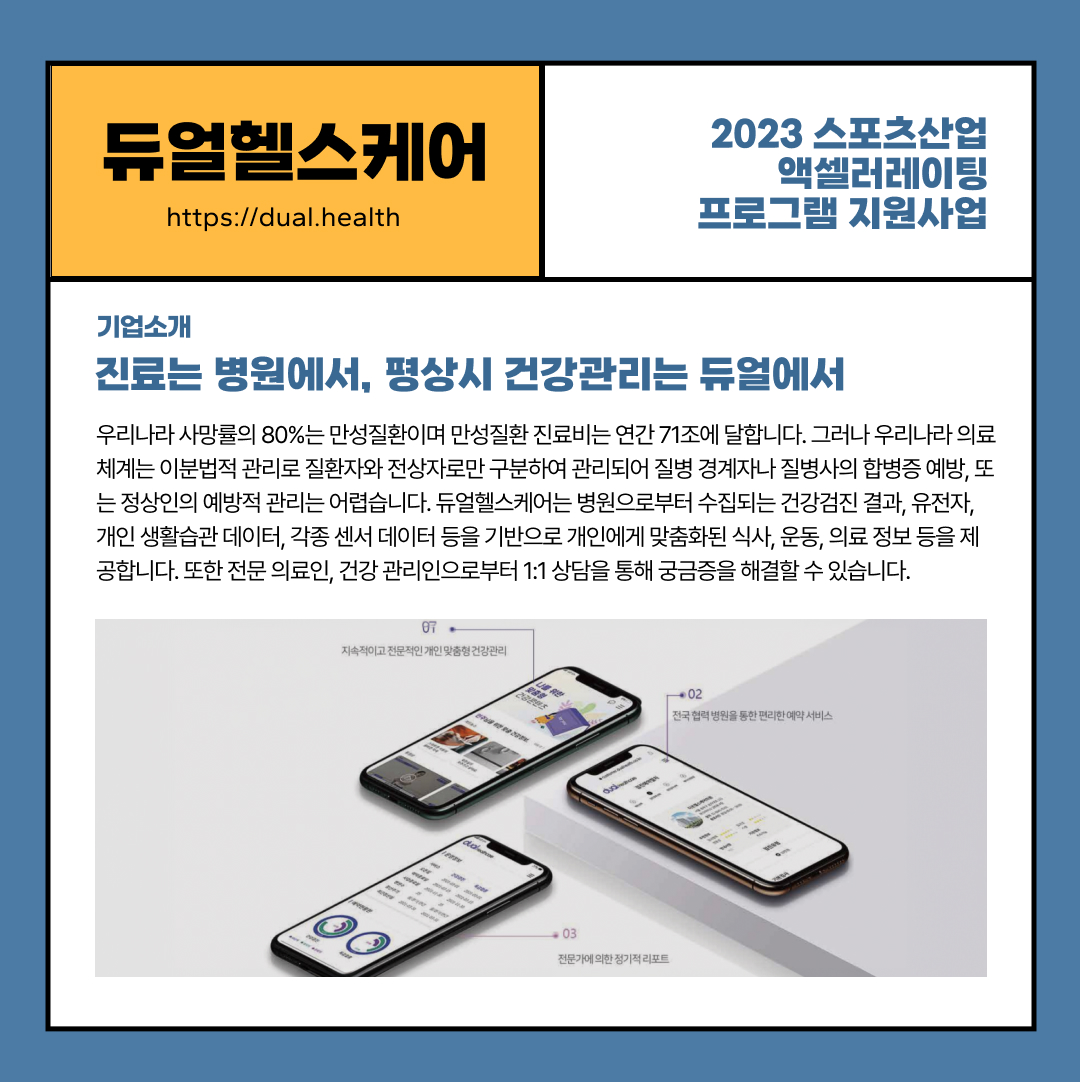 듀얼헬스케어
https://dual.health
2023 스포츠산업
액셀러레이팅
프로그램 지원사업
기업소개
진료는 병원에서, 평상시 건강관리는 듀얼에서
우리나라 사망률의 80%는 만성질환이며 만성질환 진료비는 연간 71조에 달합니다. 그러나 우리나라 의료
체계는 이분법적 관리로 질환자와 전상자로만 구분하여 관리되어 질병 경계자나 질병사의 합병증 예방, 또
는 정상인의 예방적 관리는 어렵습니다. 듀얼헬스케어는 병원으로부터 수집되는 건강검진 결과, 유전자,
개인 생활습관 데이터, 각종 센서 데이터 등을 기반으로 개인에게 맞춤화된 식사, 운동, 의료 정보 등을 제
공합니다. 또한 전문 의료인, 건강 관리인으로부터 1:1 상담을 통해 궁금증을 해결할 수 있습니다.
01
지속적이고 전문적인 개인 맞춤형 건강관리
나를 위한
맞춤형
건강콘텐츠
02
전국 협력 병원을 통한 편리한 예약 서비스
03
전문가에 의한 정기적 리포트